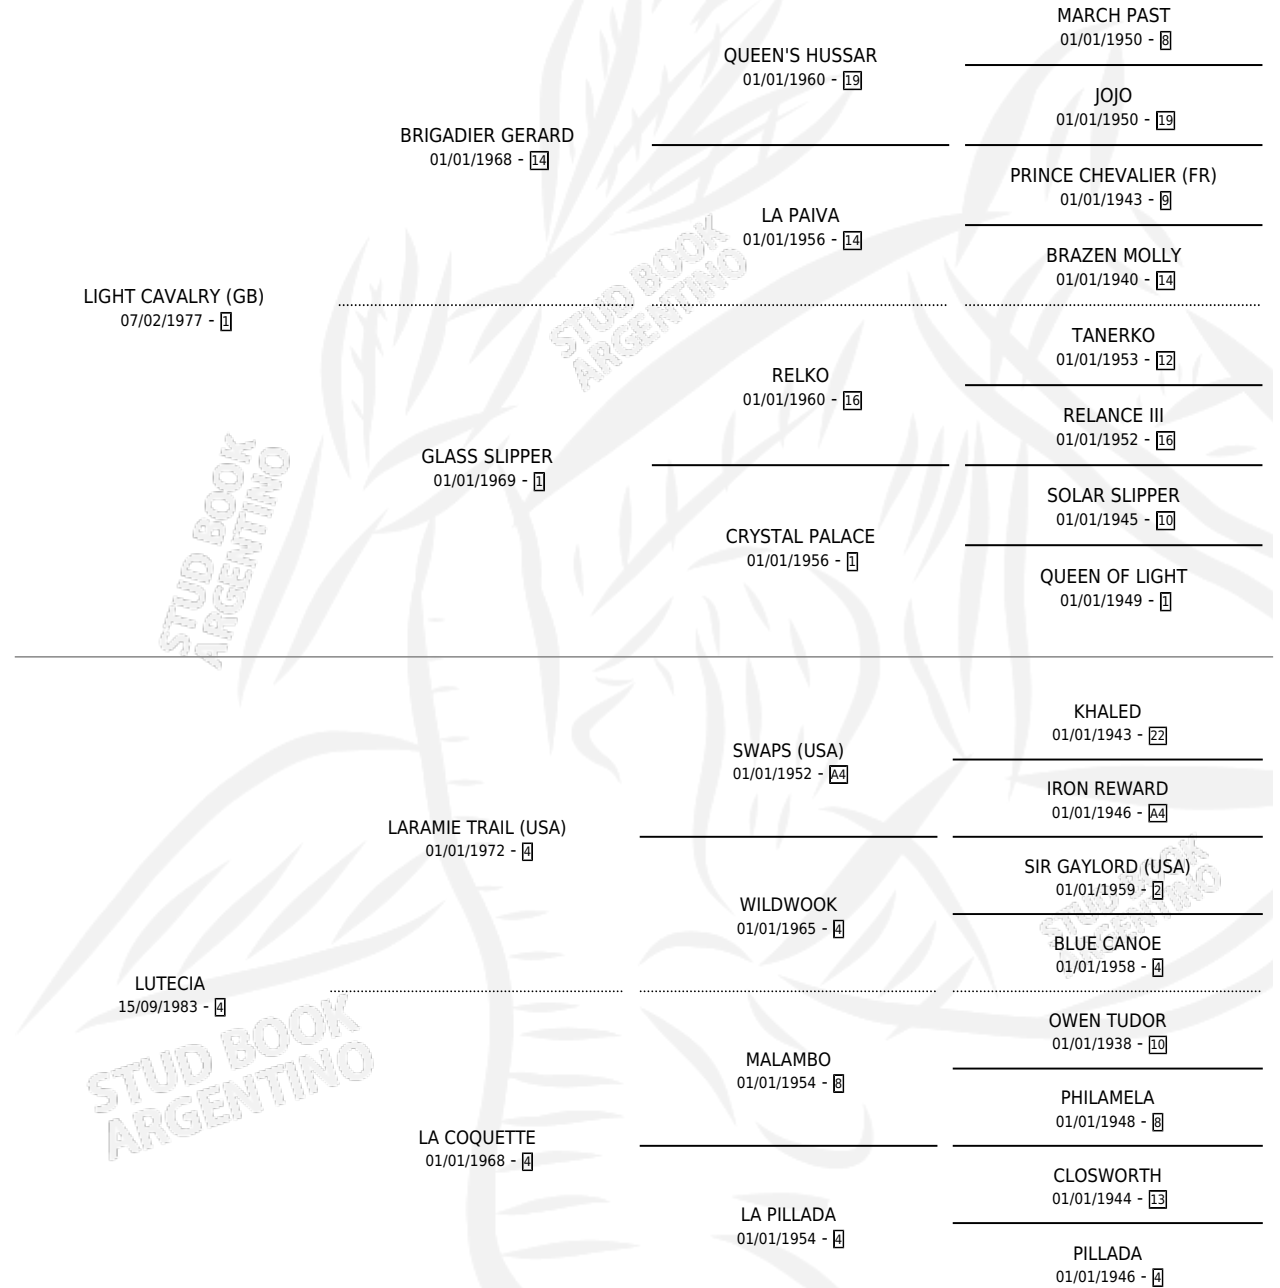 MARCH PAST
01/01/1950 - 8
QUEEN'S HUSSAR
01/01/1960 - 19
JOJO
01/01/1950 - 19
BRIGADIER GERARD
01/01/1968 - 14
PRINCE CHEVALIER (FR)
01/01/1943 - 9
LA PAIVA
01/01/1956 - 14
BRAZEN MOLLY
01/01/1940 - 14
LIGHT CAVALRY (GB)
07/02/1977 - 1
STUD BOOK
ARGENTINO
TANERKO
01/01/1953 - 12
RELKO
01/01/1960 - 16
RELANCE III
01/01/1952 - 16
GLASS SLIPPER
01/01/1969 - 1
SOLAR SLIPPER
01/01/1945 - 10
CRYSTAL PALACE
01/01/1956 - 1
QUEEN OF LIGHT
01/01/1949 - 1
STUD BOOK
ARGENTINO
KHALED
01/01/1943 - 22
SWAPS (USA)
01/01/1952 - A4
IRON REWARD
01/01/1946 - A4
LARAMIE TRAIL (USA)
01/01/1972 - 4
SIR GAYLORD (USA)
01/01/1959 - 2
WILDWOOK
01/01/1965 - 4
STUD BOOK
ARGENTINO
BLUE CANOE
01/01/1958 - 4
LUTECIA
15/09/1983 - 4
STUD BOOK
ARGENTINO
OWEN TUDOR
01/01/1938 - 10
MALAMBO
01/01/1954 - 8
PHILAMELA
01/01/1948 - 8
LA COQUETTE
01/01/1968 - 4
CLOSWORTH
01/01/1944 - 13
LA PILLADA
01/01/1954 - 4
PILLADA
01/01/1946 - 4